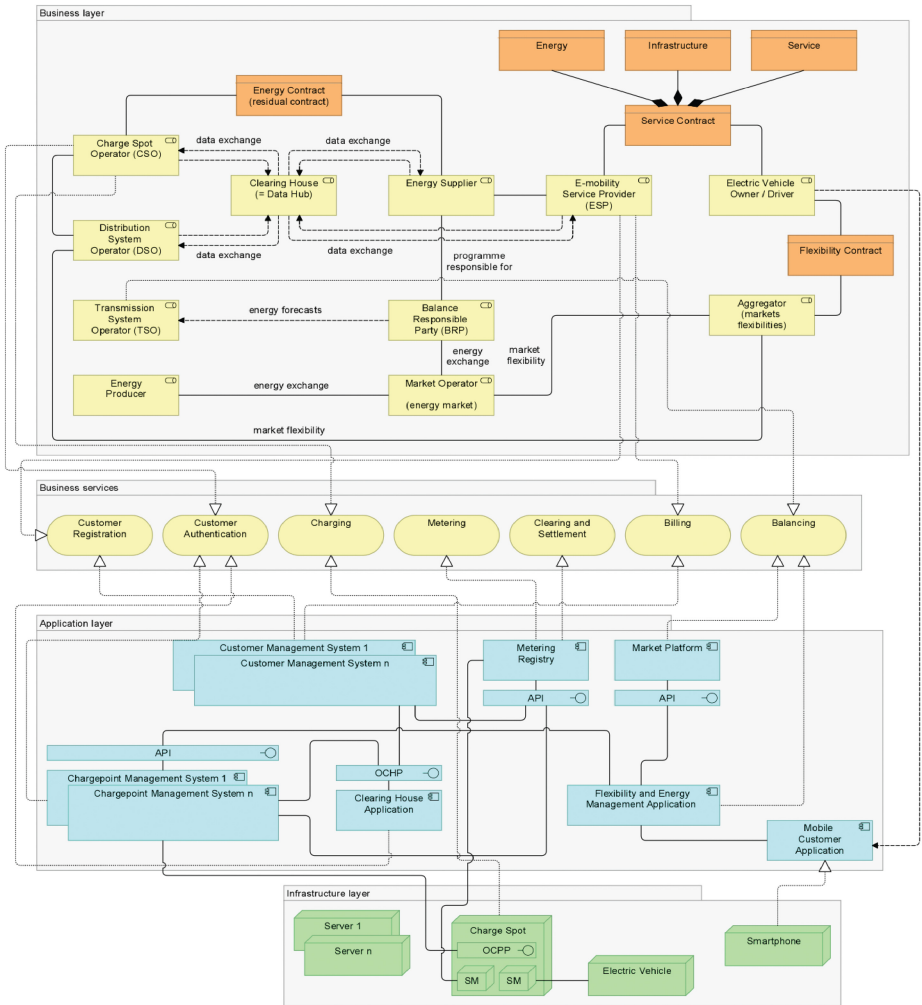 Business layer
Energy
Infrastructure
Service
Energy Contract
(residual contract)
Service Contract
Charge Spot
Operator (CSO)
data exchange
data exchange
Clearing House
(= Data Hub)
Energy Supplier
E-mobility
Service Provider
(ESP)
Electric Vehicle
Owner / Driver
Distribution
System
Operator (DSO)
data exchange
data exchange
programme
responsible for
Flexibility Contract
Transmission
System
Operator (TSO)
energy forecasts
Balance
Responsible
Party (BRP)
Aggregator
(markets
flexibilities)
energy
exchange
market
flexibility
Energy
Producer
energy exchange
Market Operator
(energy market)
market flexibility
Business services
Customer
Registration
Customer
Authentication
Charging
Metering
Clearing and
Settlement
Billing
Balancing
Application layer
Customer Management System 1
Customer Management System n
Metering
Registry
Market Platform
API
API
API
OCHP
Chargepoint Management System 1
Chargepoint Management System n
Clearing House
Application
Flexibility and Energy
Management Application
Mobile
Customer
Application
Infrastructure layer
Server 1
Server n
Charge Spot
OCPP
SM
SM
Electric Vehicle
Smartphone